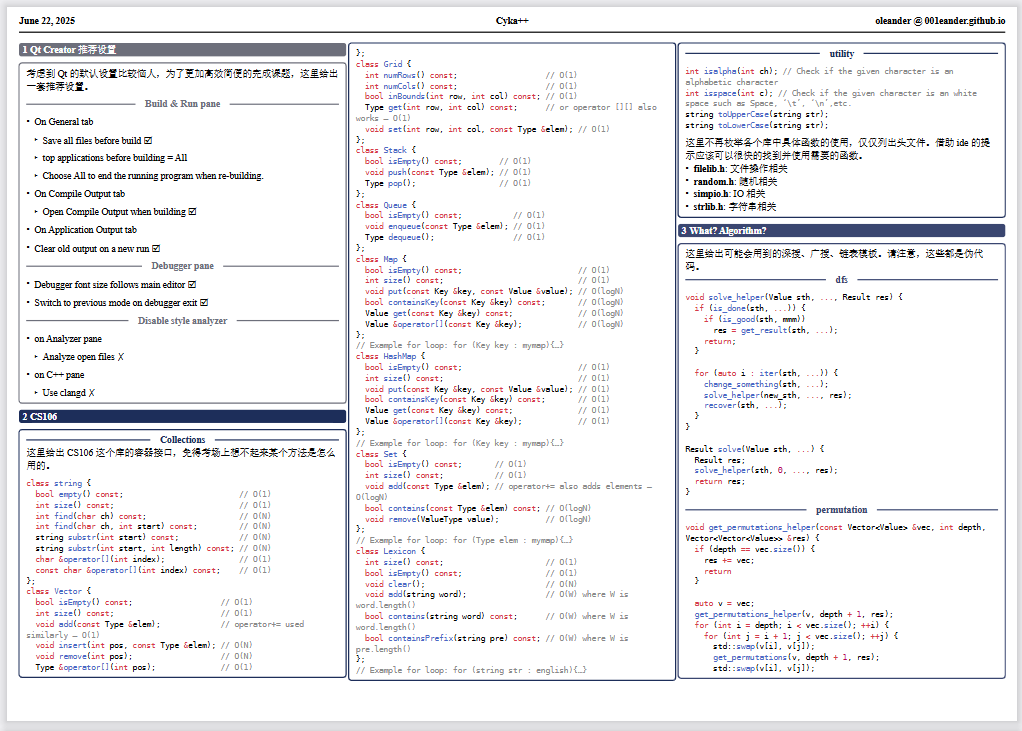 June 22, 2025
Cyka++
oleander @ 001eander.github.io
1 Qt Creator 推荐设置
考虑到 Qt 的默认设置比较恼人，为了更加高效简便的完成课题，这里给出
一套推荐设置。
Build & Run pane
• On General tab
‣ Save all files before build ☑
‣ top applications before building = All
‣ Choose All to end the running program when re-building.
• On Compile Output tab
‣ Open Compile Output when building ☑
• On Application Output tab
• Clear old output on a new run ☑
Debugger pane
• Debugger font size follows main editor ☑
• Switch to previous mode on debugger exit ☑
Disable style analyzer
• on Analyzer pane
‣ Analyze open files ✗
• on C++ pane
‣ Use clangd ✗
2 CS106
Collections
这里给出 CS106 这个库的容器接口，免得考场上想不起来某个方法是怎么
用的。
class string {
  bool empty() const; // O(1)
  int size() const; // O(1)
  int find(char ch) const; // O(N)
  int find(char ch, int start) const; // O(N)
  string substr(int start) const; // O(N)
  string substr(int start, int length) const; // O(N)
  char &operator[](int index); // O(1)
  const char &operator[](int index) const; // O(1)
};
class Vector {
  bool isEmpty() const; // O(1)
  int size() const; // O(1)
  void add(const Type &elem); // operator+= used
similarly – O(1)
  void insert(int pos, const Type &elem); // O(N)
  void remove(int pos); // O(N)
  Type &operator[](int pos); // O(1)
};
class Grid {
  int numRows() const; // O(1)
  int numCols() const; // O(1)
  bool inBounds(int row, int col) const; // O(1)
  Type get(int row, int col) const; // or operator [][] also
works – O(1)
  void set(int row, int col, const Type &elem); // O(1)
};
class Stack {
  bool isEmpty() const; // O(1)
  void push(const Type &elem); // O(1)
  Type pop(); // O(1)
};
class Queue {
  bool isEmpty() const; // O(1)
  void enqueue(const Type &elem); // O(1)
  Type dequeue(); // O(1)
};
class Map {
  bool isEmpty() const; // O(1)
  int size() const; // O(1)
  void put(const Key &key, const Value &value); // O(logN)
  bool containsKey(const Key &key) const; // O(logN)
  Value get(const Key &key) const; // O(logN)
  Value &operator[](const Key &key); // O(logN)
};
// Example for loop: for (Key key : mymap){…}
class HashMap {
  bool isEmpty() const; // O(1)
  int size() const; // O(1)
  void put(const Key &key, const Value &value); // O(1)
  bool containsKey(const Key &key) const; // O(1)
  Value get(const Key &key) const; // O(1)
  Value &operator[](const Key &key); // O(1)
};
// Example for loop: for (Key key : mymap){…}
class Set {
  bool isEmpty() const; // O(1)
  int size() const; // O(1)
  void add(const Type &elem); // operator+= also adds elements –
O(logN)
  bool contains(const Type &elem) const; // O(logN)
  void remove(ValueType value); // O(logN)
};
// Example for loop: for (Type elem : mymap){…}
class Lexicon {
  int size() const; // O(1)
  bool isEmpty() const; // O(1)
  void clear(); // O(N)
  void add(string word); // O(W) where W is
word.length()
  bool contains(string word) const; // O(W) where W is
word.length()
  bool containsPrefix(string pre) const; // O(W) where W is
pre.length()
};
// Example for loop: for (string str : english){…}
utility
int isalpha(int ch); // Check if the given character is an
alphabetic character
int isspace(int c); // Check if the given character is an white
space such as Space, '\t', '\n',etc.
string toUpperCase(string str);
string toLowerCase(string str);
这里不再枚举各个库中具体函数的使用，仅仅列出头文件。借助 ide 的提
示应该可以很快的找到并使用需要的函数。
• filelib.h: 文件操作相关
• random.h: 随机相关
• simpio.h: IO 相关
• strlib.h: 字符串相关
3 What? Algorithm?
这里给出可能会用到的深搜、广搜、链表模板。请注意，这些都是伪代
码。
dfs
void solve_helper(Value sth, ..., Result res) {
  if (is_done(sth, ...)) {
    if (is_good(sth, mmm))
      res = get_result(sth, ...);
    return;
  }
  for (auto i : iter(sth, ...)) {
    change_something(sth, ...);
    solve_helper(new_sth, ..., res);
    recover(sth, ...);
  }
}
Result solve(Value sth, ...) {
  Result res;
  solve_helper(sth, 0, ..., res);
  return res;
}
permutation
void get_permutations_helper(const Vector<Value> &vec, int depth,
Vector<Vector<Value>> &res) {
  if (depth == vec.size()) {
    res += vec;
    return
  }
  auto v = vec;
  get_permutations_helper(v, depth + 1, res);
  for (int i = depth; i < vec.size(); ++i) {
    for (int j = i + 1; j < vec.size(); ++j) {
      std::swap(v[i], v[j]);
      get_permutations(v, depth + 1, res);
      std::swap(v[i], v[j]);